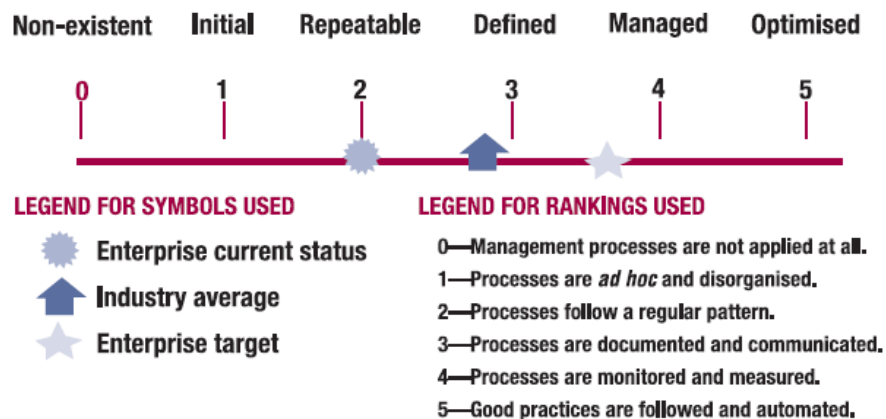 Non-existent Initial Repeatable Defined Managed Optimised
0 1 2 3 4 5
LEGEND FOR SYMBOLS USED
Enterprise current status
Industry average
Enterprise target
LEGEND FOR RANKINGS USED
0—Management processes are not applied at all.
1—Processes are ad hoc and disorganised.
2—Processes follow a regular pattern.
3—Processes are documented and communicated.
4—Processes are monitored and measured.
5—Good practices are followed and automated.